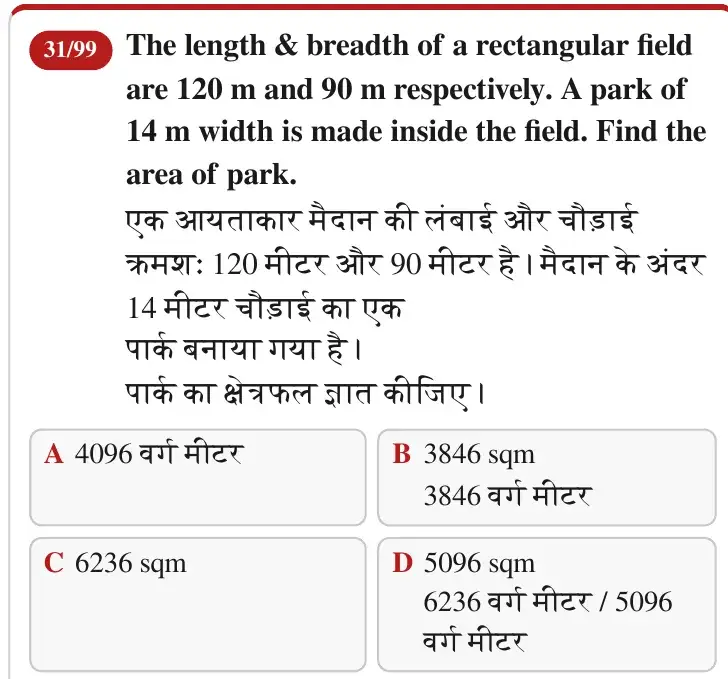 31/99 The length & breadth of a rectangular field
are 120 m and 90 m respectively. A park of
14 m width is made inside the field. Find the
area of park.
एक आयताकार मैदान की लंबाई और चौड़ाई
क्रमशः 120 मीटर और 90 मीटर है। मैदान के अंदर
14 मीटर चौड़ाई का एक
पार्क बनाया गया है।
पार्क का क्षेत्रफल ज्ञात कीजिए।
A 4096 वर्ग मीटर
B 3846 sqm
3846 वर्ग मीटर
C 6236 sqm
D 5096 sqm
6236 वर्ग मीटर / 5096
वर्ग मीटर